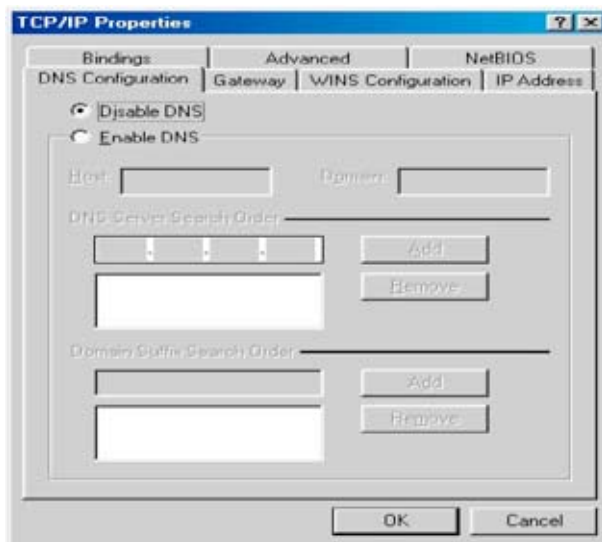 TCP/IP Properties
Bindings Advanced NetBIOS
DNS Configuration Gateway WINS Configuration IP Address
Disable DNS
Enable DNS
Host: Domain:
DNS Server Search Order
. . .
Add
Remove
Domain Suffix Search Order
Add
Remove
OK Cancel